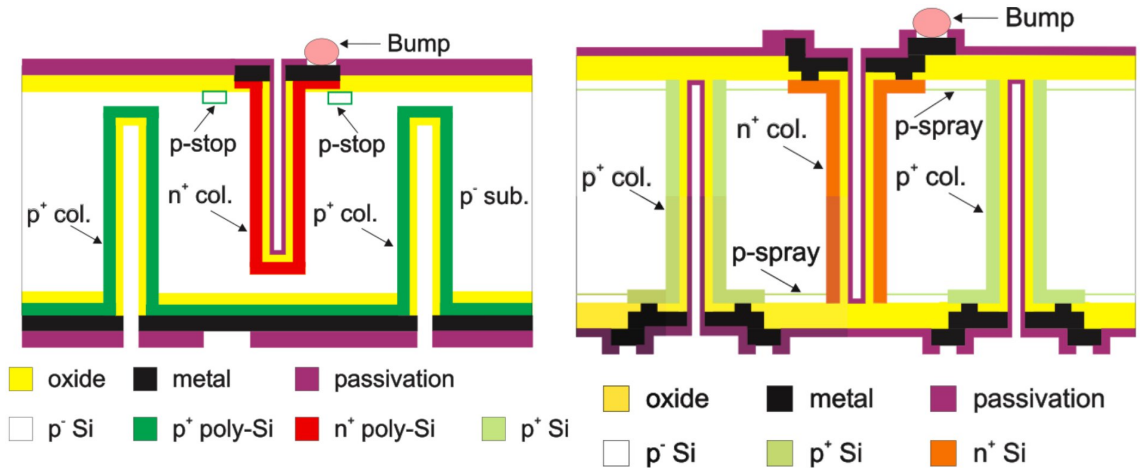 Bump
p-stop
p-stop
p⁺ col.
n⁺ col.
p⁺ col.
p⁻ sub.
oxide
metal
passivation
p⁻ Si
p⁺ poly-Si
n⁺ poly-Si
p⁺ Si
Bump
n⁺ col.
p-spray
p⁺ col.
p⁺ col.
p-spray
oxide
metal
passivation
p⁻ Si
p⁺ Si
n⁺ Si